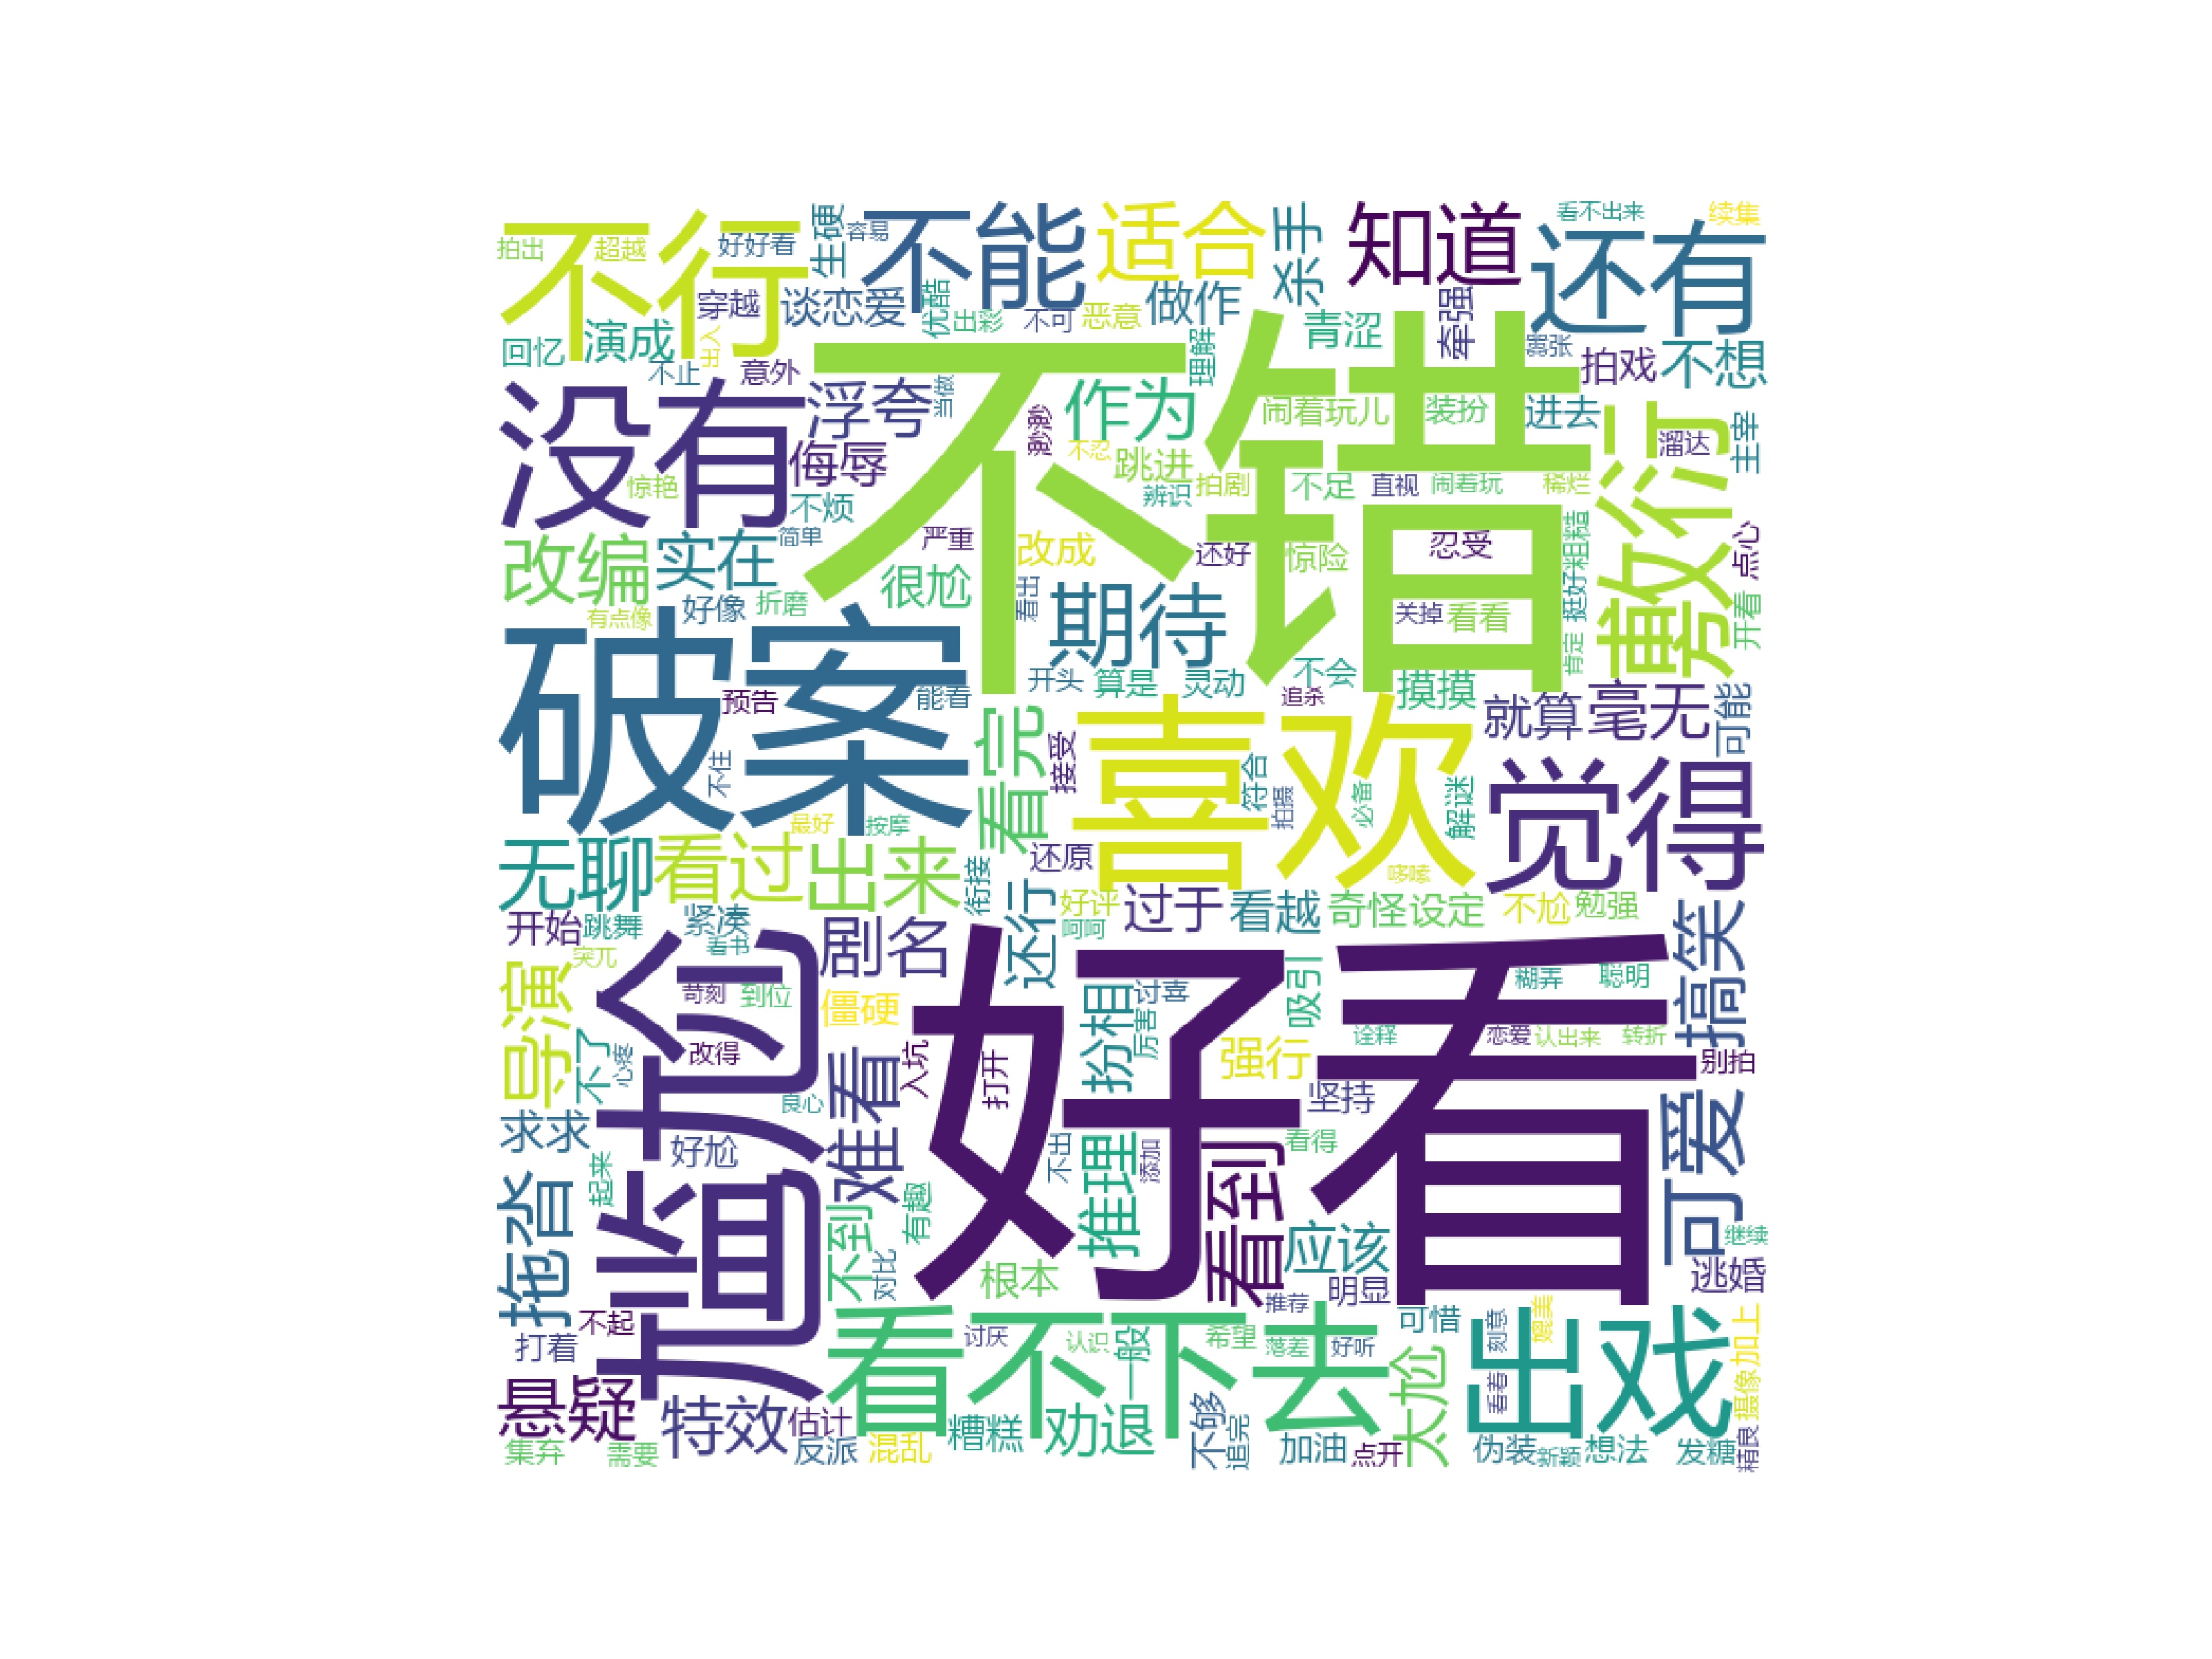 拍出
超越
好好看
生硬
容易
不行
不能
适合
杀手
知道
看不出来
续集
还有
穿越
谈恋爱
优酷
出彩
不可
恶意
做作
理解
青涩
牵强
嚣张
拍戏
不想
回忆
演成
出入
不止
意外
没有
浮夸
当做
渺渺
作为
不忍
闹着玩儿
装扮
进去
敷衍
溜达
主宰
不错
惊艳
侮辱
不烦
跳进
辨识
拍剧
不足
直视
闹着玩
稀烂
改编
实在
简单
严重
很尬
改成
还好
惊险
忍受
挺好
粗糙
点心
有点像
好像
折磨
看出
期待
关掉
看看
肯定
开看
破案
预告
能看
开头
算是
灵动
不会
追杀
摸摸
就算
毫无
可能
不住
看完
接受
喜欢
符合
拍摄
必备
解谜
觉得
最好
按摩
无聊
看过
出来
衔接
还原
还行
好评
呵呵
过于
看越
奇怪
设定
哆嗦
不尬
勉强
搞笑
开始
跳舞
紧凑
看书
突兀
尴尬
剧名
导演
苛刻
到位
僵硬
好看
扮相
讨喜
厉害
吸引
糊弄
聪明
不了
心疼
改得
难看
入坑
打开
强行
诠释
恋爱
认出来
转折
别拍
良心
坚持
可爱
求求
好尬
拖沓
起来
不到
有趣
对比
不出
推理
添加
看到
看得
应该
继续
根本
明显
逃婚
不起
打着
看不下去
讨厌
认识
一般
推荐
希望
落差
好听
可惜
太尬
出戏
刻意
看着
媲美
加上
摄像
悬疑
特效
估计
集弃
需要
反派
混乱
糟糕
劝退
不够
追完
加油
点开
伪装
新颖
想法
发糖
精良